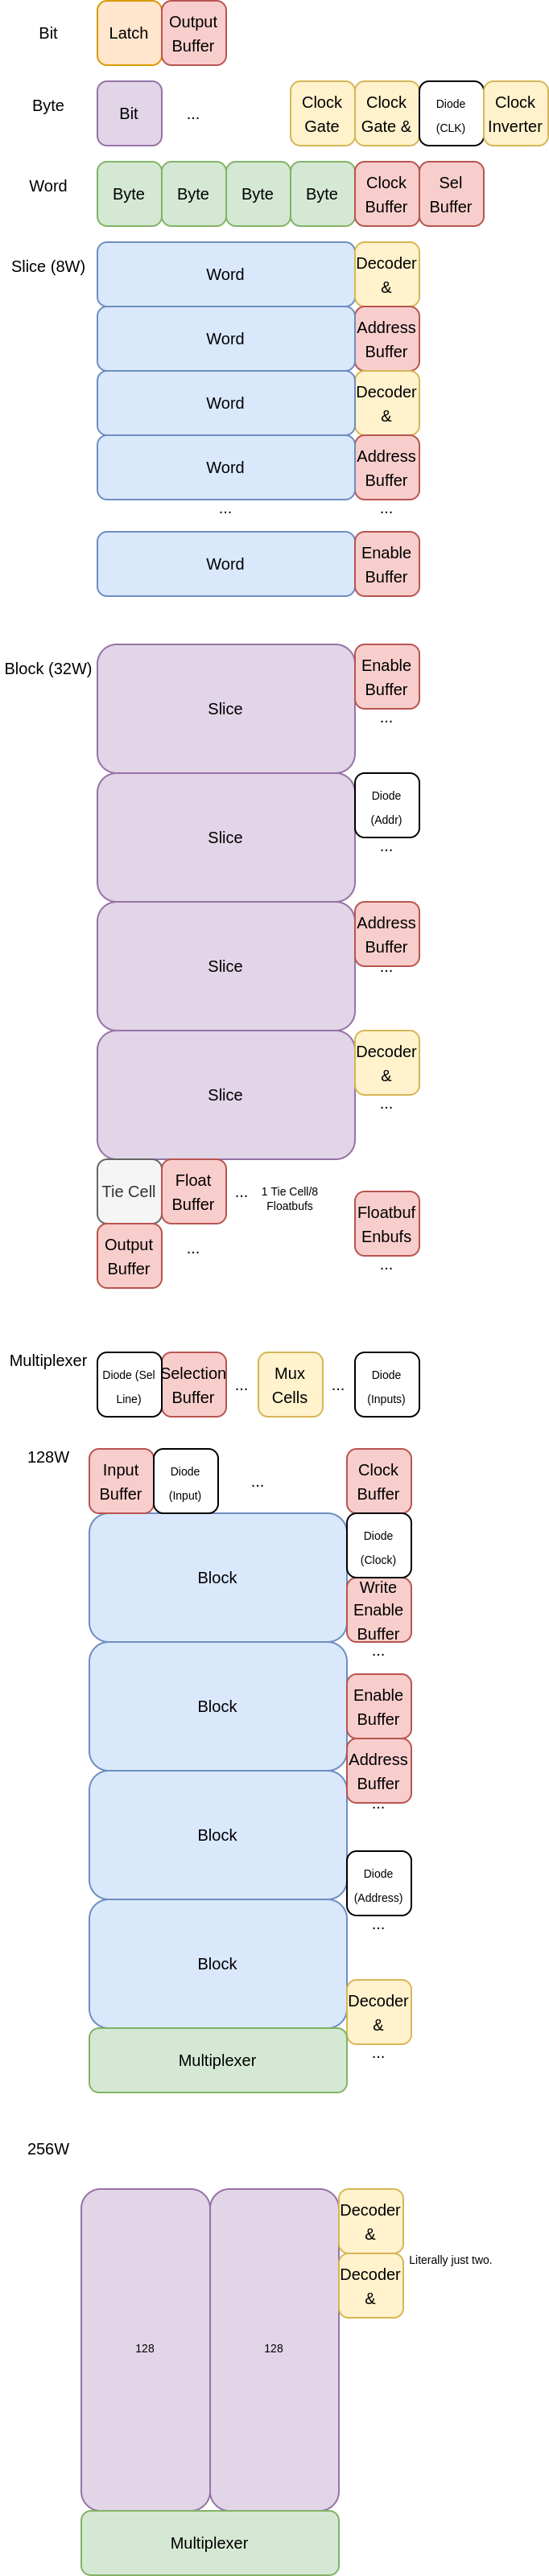 Bit
Latch
Output
Buffer
Byte
Bit
...
Clock
Gate
Clock
Gate &
Diode
(CLK)
Clock
Inverter
Word
Byte
Byte
Byte
Byte
Clock
Buffer
Sel
Buffer
Slice (8W)
Word
Decoder
&
Word
Address
Buffer
Word
Decoder
&
Word
Address
Buffer
...
...
Word
Enable
Buffer
Block (32W)
Slice
Enable
Buffer
...
Slice
Diode
(Addr)
...
Slice
Address
Buffer
...
Slice
Decoder
&
...
Tie Cell
Float
Buffer
...
1 Tie Cell/8
Floatbufs
Floatbuf
Enbufs
...
Output
Buffer
...
Multiplexer
Diode (Sel
Line)
Selection
Buffer
...
Mux
Cells
...
Diode
(Inputs)
128W
Input
Buffer
Diode
(Input)
...
Clock
Buffer
Block
Diode
(Clock)
Write
Enable
Buffer
...
Block
Enable
Buffer
Address
Buffer
...
Block
Diode
(Address)
...
Block
Decoder
&
...
Multiplexer
256W
128
128
Decoder
&
Decoder
&
Literally just two.
Multiplexer